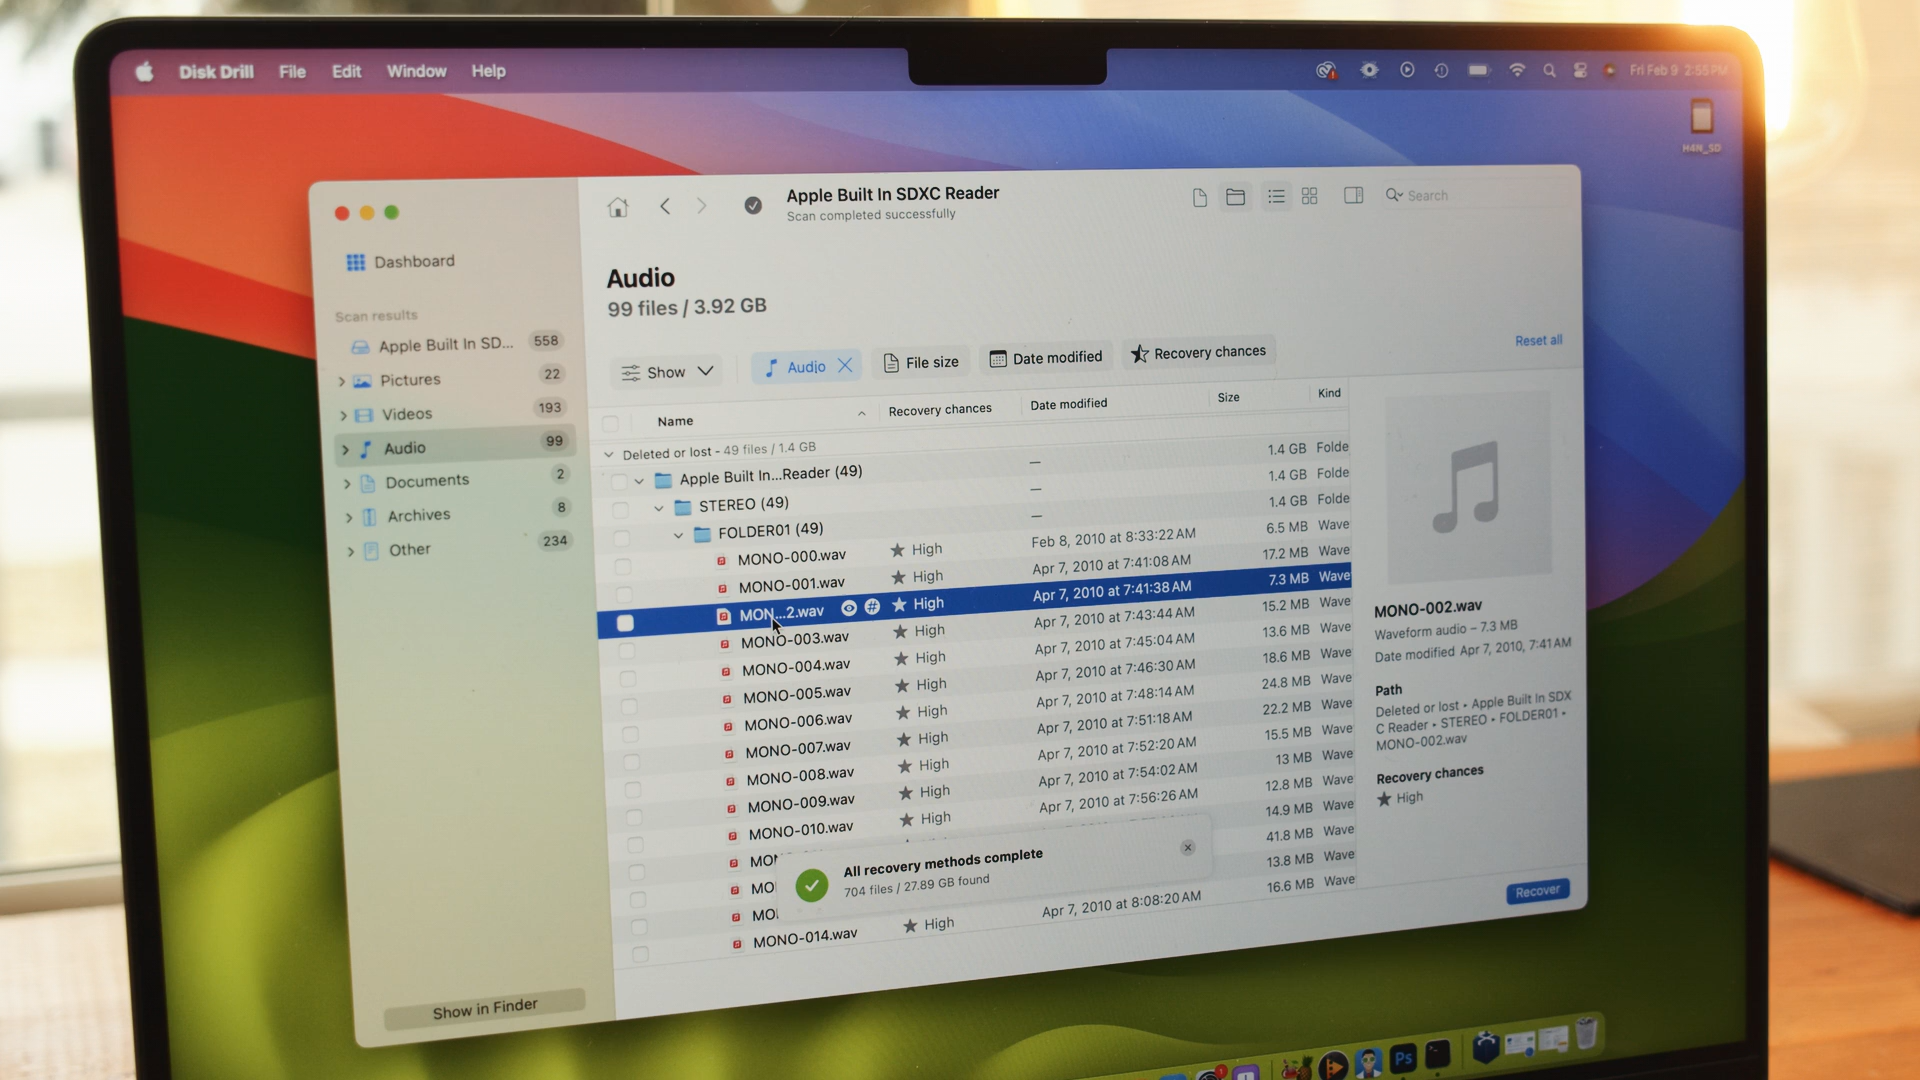 Disk Drill File Edit Window Help Fri Feb 9 2:55 PM
H4N_SD
Apple Built In SDXC Reader
Scan completed successfully
Search
Dashboard
Scan results
Apple Built In SD... 558
Pictures 22
Videos 193
Audio 99
Documents 2
Archives 8
Other 234
Show in Finder
Audio
99 files / 3.92 GB
Show Audio File size Date modified Recovery chances Reset all
Name Recovery chances Date modified Size Kind
Deleted or lost - 49 files / 1.4 GB 1.4 GB Folde
Apple Built In...Reader (49) — 1.4 GB Folde
STEREO (49) — 1.4 GB Folde
FOLDER01 (49) — 6.5 MB Wave
MONO-000.wav High Feb 8, 2010 at 8:33:22 AM 17.2 MB Wave
MONO-001.wav High Apr 7, 2010 at 7:41:08 AM 7.3 MB Wave
MON...2.wav # High Apr 7, 2010 at 7:41:38 AM 15.2 MB Wave
MONO-003.wav High Apr 7, 2010 at 7:43:44 AM 13.6 MB Wave
MONO-004.wav High Apr 7, 2010 at 7:45:04 AM 18.6 MB Wave
MONO-005.wav High Apr 7, 2010 at 7:46:30 AM 24.8 MB Wave
MONO-006.wav High Apr 7, 2010 at 7:48:14 AM 22.2 MB Wave
MONO-007.wav High Apr 7, 2010 at 7:51:18 AM 15.5 MB Wave
MONO-008.wav High Apr 7, 2010 at 7:52:20 AM 13 MB Wave
MONO-009.wav High Apr 7, 2010 at 7:54:02 AM 12.8 MB Wave
MONO-010.wav High Apr 7, 2010 at 7:56:26 AM 14.9 MB Wave
MO 41.8 MB Wave
MO 13.8 MB Wave
MO 16.6 MB Wave
MONO-014.wav High Apr 7, 2010 at 8:08:20 AM
All recovery methods complete
704 files / 27.89 GB found
MONO-002.wav
Waveform audio – 7.3 MB
Date modified Apr 7, 2010, 7:41 AM
Path
Deleted or lost • Apple Built In SDX
C Reader • STEREO • FOLDER01 •
MONO-002.wav
Recovery chances
High
Recover
Ps